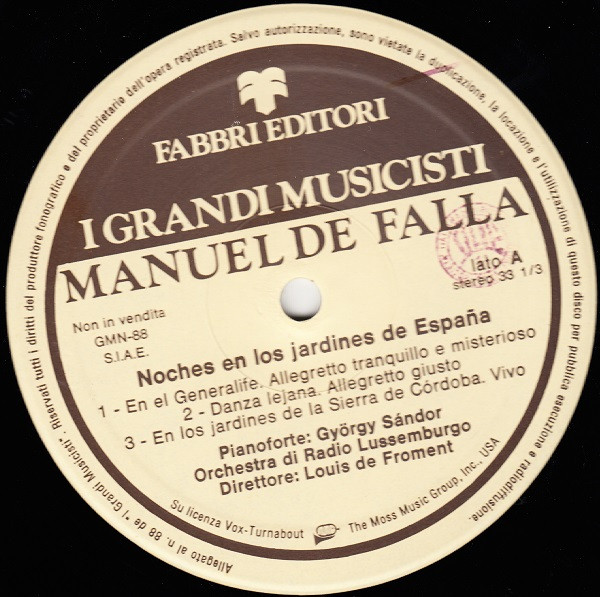 Riservati tutti i diritti del produttore fonografico e del proprietario dell'opera registrata. Salvo autorizzazione, sono vietate la duplicazione, la locazione e l'utilizzazione di questo disco per pubblica esecuzione e radiodiffusione.
FABBRI EDITORI
I GRANDI MUSICISTI
MANUEL DE FALLA
Non in vendita
GMN-88
S.I.A.E.
lato A
stereo 33 1/3
Noches en los jardines de España
1 - En el Generalife. Allegretto tranquillo e misterioso
2 - Danza lejana. Allegretto giusto
3 - En los jardines de la Sierra de Córdoba. Vivo
Pianoforte: György Sándor
Orchestra di Radio Lussemburgo
Direttore: Louis de Froment
Su licenza Vox-Turnabout The Moss Music Group, Inc., USA
Allegato al n. 88 de "I Grandi Musicisti".